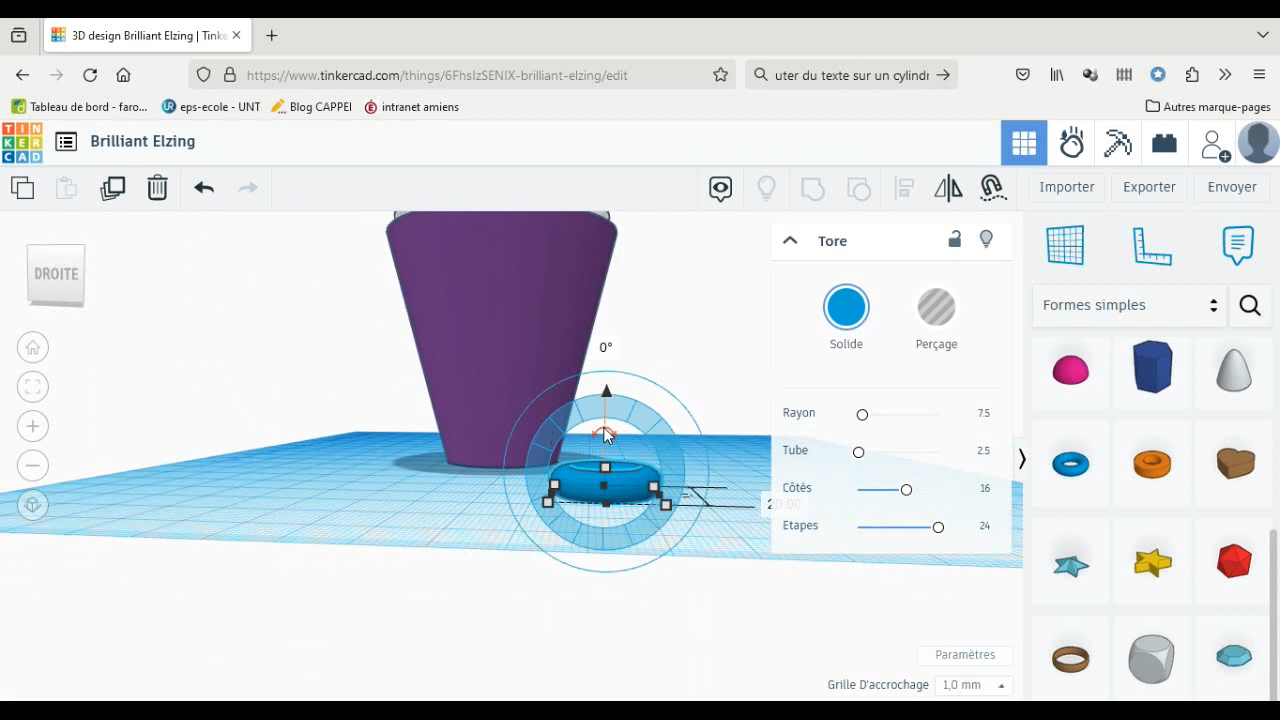 3D design Brilliant Elzing | Tinke
https://www.tinkercad.com/things/6FhsIzSENIX-brilliant-elzing/edit
uter du texte sur un cylindr
Tableau de bord - faro...
eps-ecole - UNT
Blog CAPPEI
intranet amiens
Autres marque-pages
TIN
KER
CAD
Brilliant Elzing
Importer
Exporter
Envoyer
DROITE
0°
Tore
Solide
Perçage
Rayon
7.5
Tube
2.5
Côtés
16
Etapes
24
Formes simples
Paramètres
Grille D'accrochage
1,0 mm